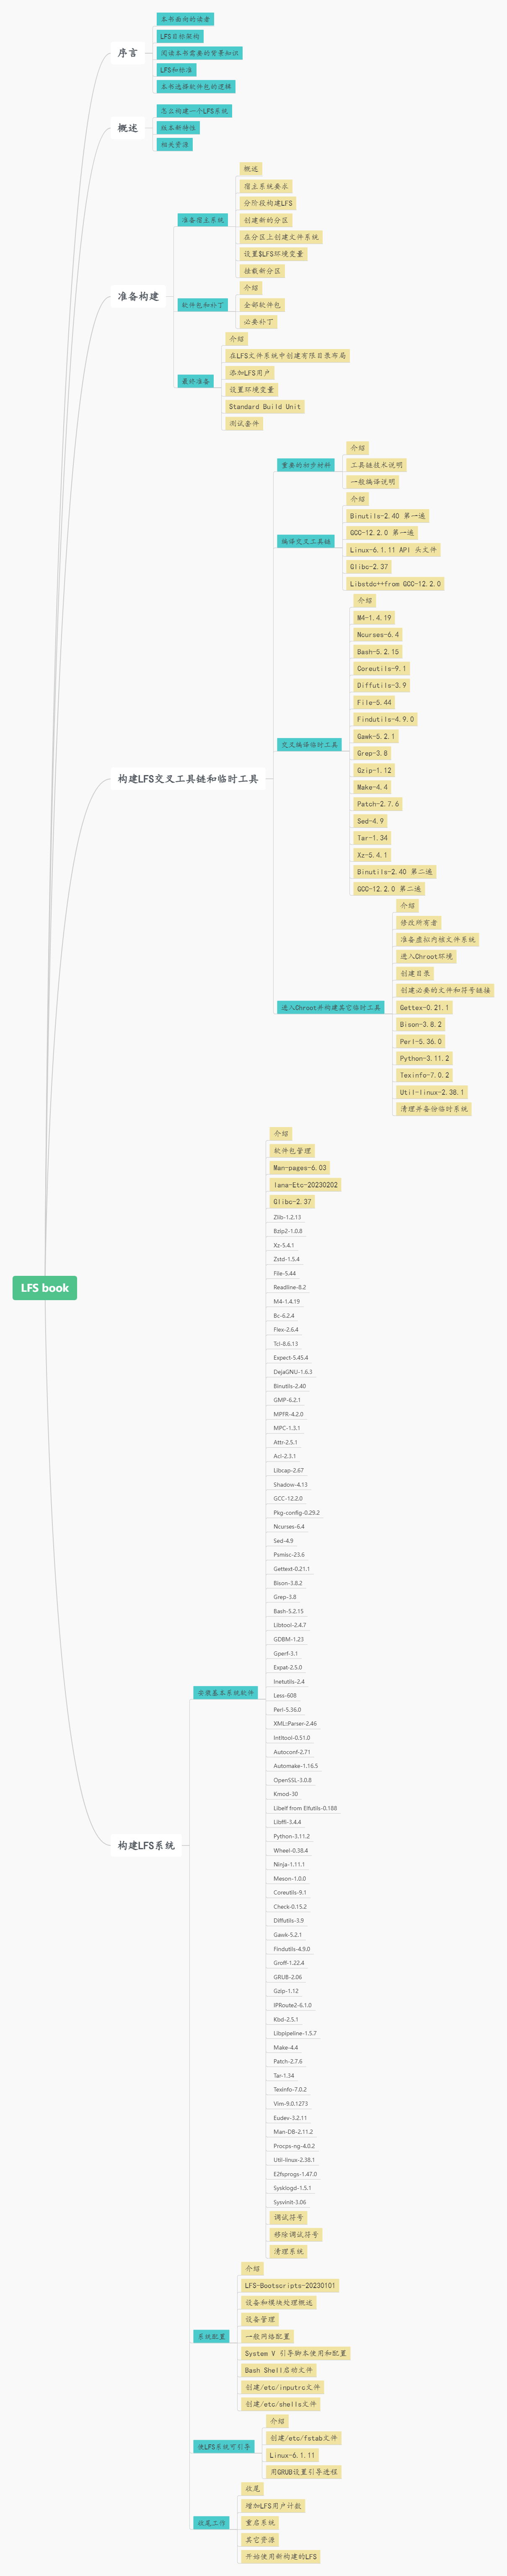 LFS book
序言
本书面向的读者
LFS目标架构
阅读本书需要的背景知识
LFS和标准
本书选择软件包的逻辑
概述
怎么构建一个LFS系统
版本新特性
相关资源
准备构建
准备宿主系统
概述
宿主系统要求
分阶段构建LFS
创建新的分区
在分区上创建文件系统
设置$LFS环境变量
挂载新分区
软件包和补丁
介绍
全部软件包
必要补丁
最终准备
介绍
在LFS文件系统中创建有限目录布局
添加LFS用户
设置环境变量
Standard Build Unit
测试套件
构建LFS交叉工具链和临时工具
重要的初步材料
介绍
工具链技术说明
一般编译说明
编译交叉工具链
介绍
Binutils-2.40 第一遍
GCC-12.2.0 第一遍
Linux-6.1.11 API 头文件
Glibc-2.37
Libstdc++from GCC-12.2.0
交叉编译临时工具
介绍
M4-1.4.19
Ncurses-6.4
Bash-5.2.15
Coreutils-9.1
Diffutils-3.9
File-5.44
Findutils-4.9.0
Gawk-5.2.1
Grep-3.8
Gzip-1.12
Make-4.4
Patch-2.7.6
Sed-4.9
Tar-1.34
Xz-5.4.1
Binutils-2.40 第二遍
GCC-12.2.0 第二遍
进入Chroot并构建其它临时工具
介绍
修改所有者
准备虚拟内核文件系统
进入Chroot环境
创建目录
创建必要的文件和符号链接
Gettex-0.21.1
Bison-3.8.2
Perl-5.36.0
Python-3.11.2
Texinfo-7.0.2
Util-linux-2.38.1
清理并备份临时系统
构建LFS系统
安装基本系统软件
介绍
软件包管理
Man-pages-6.03
Iana-Etc-20230202
Glibc-2.37
Zlib-1.2.13
Bzip2-1.0.8
Xz-5.4.1
Zstd-1.5.4
File-5.44
Readline-8.2
M4-1.4.19
Bc-6.2.4
Flex-2.6.4
Tcl-8.6.13
Expect-5.45.4
DejaGNU-1.6.3
Binutils-2.40
GMP-6.2.1
MPFR-4.2.0
MPC-1.3.1
Attr-2.5.1
Acl-2.3.1
Libcap-2.67
Shadow-4.13
GCC-12.2.0
Pkg-config-0.29.2
Ncurses-6.4
Sed-4.9
Psmisc-23.6
Gettext-0.21.1
Bison-3.8.2
Grep-3.8
Bash-5.2.15
Libtool-2.4.7
GDBM-1.23
Gperf-3.1
Expat-2.5.0
Inetutils-2.4
Less-608
Perl-5.36.0
XML::Parser-2.46
Intltool-0.51.0
Autoconf-2.71
Automake-1.16.5
OpenSSL-3.0.8
Kmod-30
Libelf from Elfutils-0.188
Libffi-3.4.4
Python-3.11.2
Wheel-0.38.4
Ninja-1.11.1
Meson-1.0.0
Coreutils-9.1
Check-0.15.2
Diffutils-3.9
Gawk-5.2.1
Findutils-4.9.0
Groff-1.22.4
GRUB-2.06
Gzip-1.12
IPRoute2-6.1.0
Kbd-2.5.1
Libpipeline-1.5.7
Make-4.4
Patch-2.7.6
Tar-1.34
Texinfo-7.0.2
Vim-9.0.1273
Eudev-3.2.11
Man-DB-2.11.2
Procps-ng-4.0.2
Util-linux-2.38.1
E2fsprogs-1.47.0
Sysklogd-1.5.1
Sysvinit-3.06
调试符号
移除调试符号
清理系统
系统配置
介绍
LFS-Bootscripts-20230101
设备和模块处理概述
设备管理
一般网络配置
System V 引导脚本使用和配置
Bash Shell启动文件
创建/etc/inputrc文件
创建/etc/shells文件
使LFS系统可引导
介绍
创建/etc/fstab文件
Linux-6.1.11
用GRUB设置引导进程
收尾工作
收尾
增加LFS用户计数
重启系统
其它资源
开始使用新构建的LFS